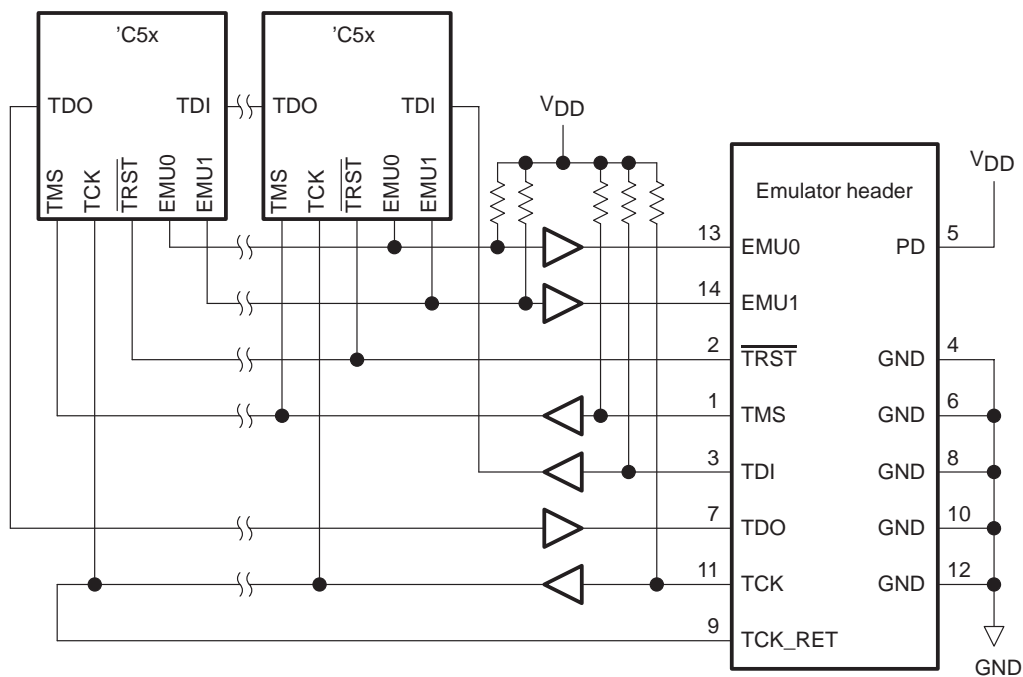 ’C5x
’C5x
TDO
TDI
TDO
TDI
TMS
TCK
TRST
EMU0
EMU1
TMS
TCK
TRST
EMU0
EMU1
VDD
VDD
Emulator header
13
EMU0
PD
5
14
EMU1
2
TRST
GND
4
1
TMS
GND
6
3
TDI
GND
8
7
TDO
GND
10
11
TCK
GND
12
9
TCK_RET
GND